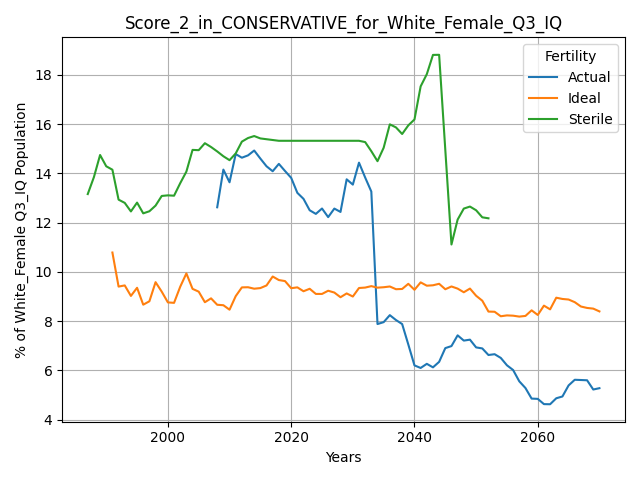 Score_2_in_CONSERVATIVE_for_White_Female_Q3_IQ
% of White_Female Q3_IQ Population
18
16
14
12
10
8
6
4
2000
2020
2040
2060
Years
Fertility
Actual
Ideal
Sterile